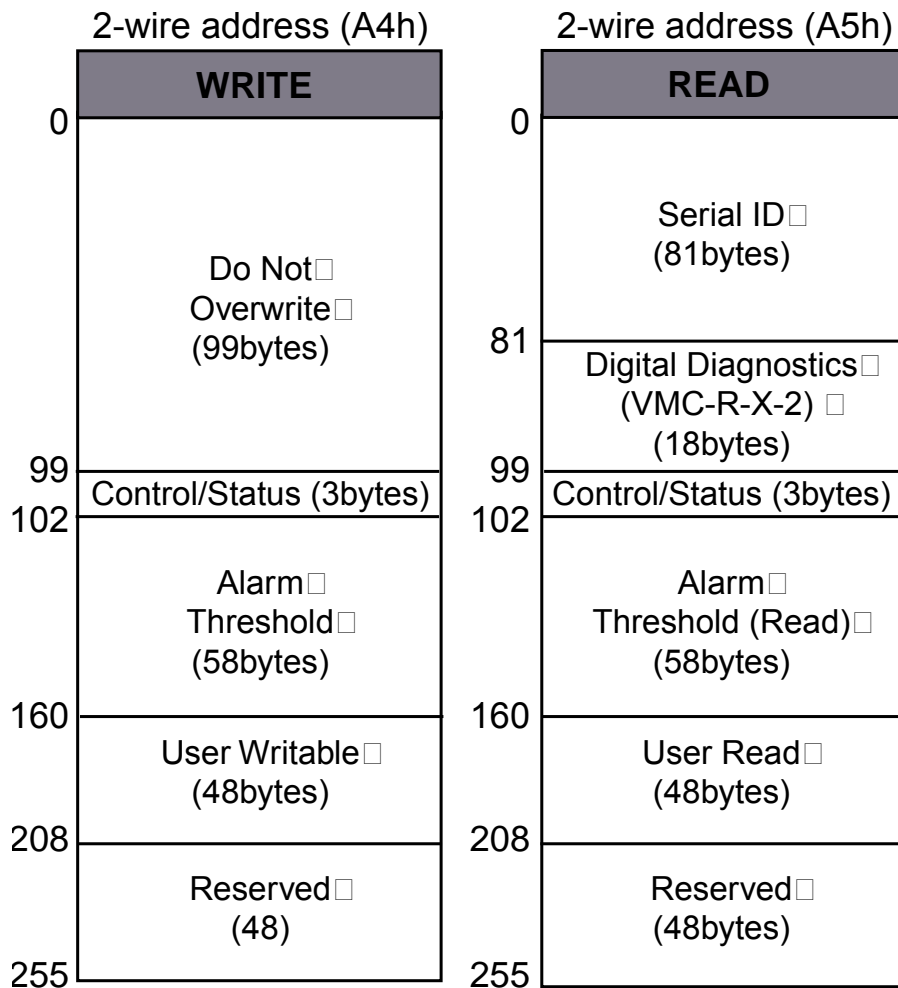 2-wire address (A4h)
WRITE
0
Do Not□
Overwrite□
(99bytes)
99
Control/Status (3bytes)
102
Alarm□
Threshold□
(58bytes)
160
User Writable□
(48bytes)
208
Reserved□
(48)
255
2-wire address (A5h)
READ
0
Serial ID□
(81bytes)
81
Digital Diagnostics□
(VMC-R-X-2) □
(18bytes)
99
Control/Status (3bytes)
102
Alarm□
Threshold (Read)□
(58bytes)
160
User Read□
(48bytes)
208
Reserved□
(48bytes)
255